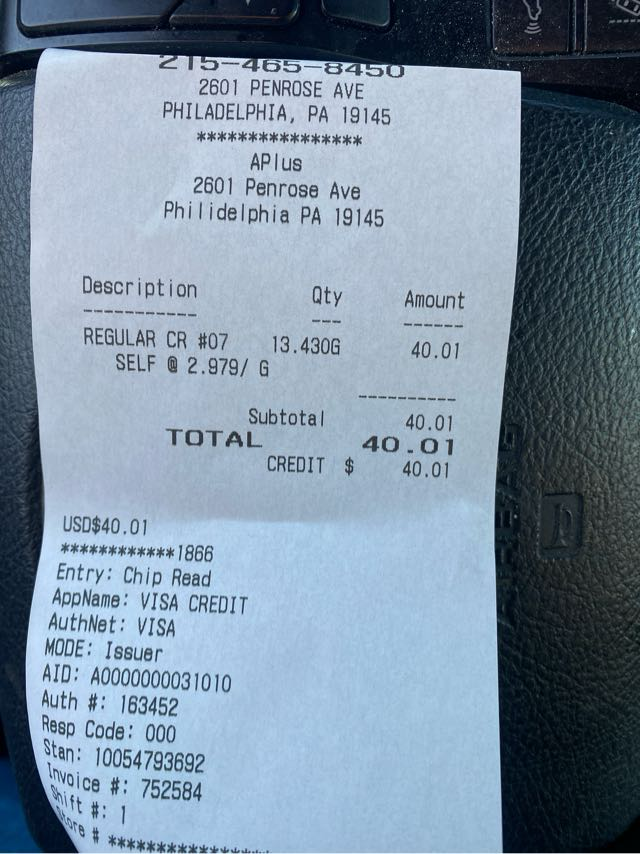 215-465-8450
2601 PENROSE AVE
PHILADELPHIA, PA 19145
****************
APlus
2601 Penrose Ave
Philidelphia PA 19145
Description Qty Amount
----------- --- ------
REGULAR CR #07 13.430G 40.01
SELF @ 2.979/ G
----------
Subtotal 40.01
TOTAL 40.01
CREDIT $ 40.01
USD$40.01
************1866
Entry: Chip Read
AppName: VISA CREDIT
AuthNet: VISA
MODE: Issuer
AID: A0000000031010
Auth #: 163452
Resp Code: 000
Stan: 10054793692
Invoice #: 752584
Shift #: 1
#
AIRBAG